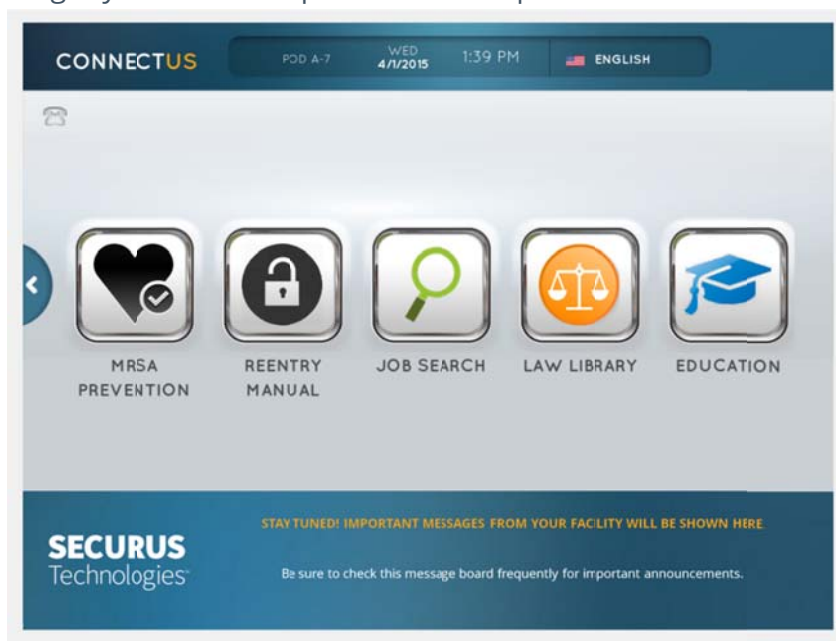 CONNECTUS
POD A-7
WED
4/1/2015
1:39 PM
ENGLISH
MRSA
PREVENTION
REENTRY
MANUAL
JOB SEARCH
LAW LIBRARY
EDUCATION
STAY TUNED! IMPORTANT MESSAGES FROM YOUR FACILITY WILL BE SHOWN HERE
SECURUS
Technologies
Be sure to check this message board frequently for important announcements.